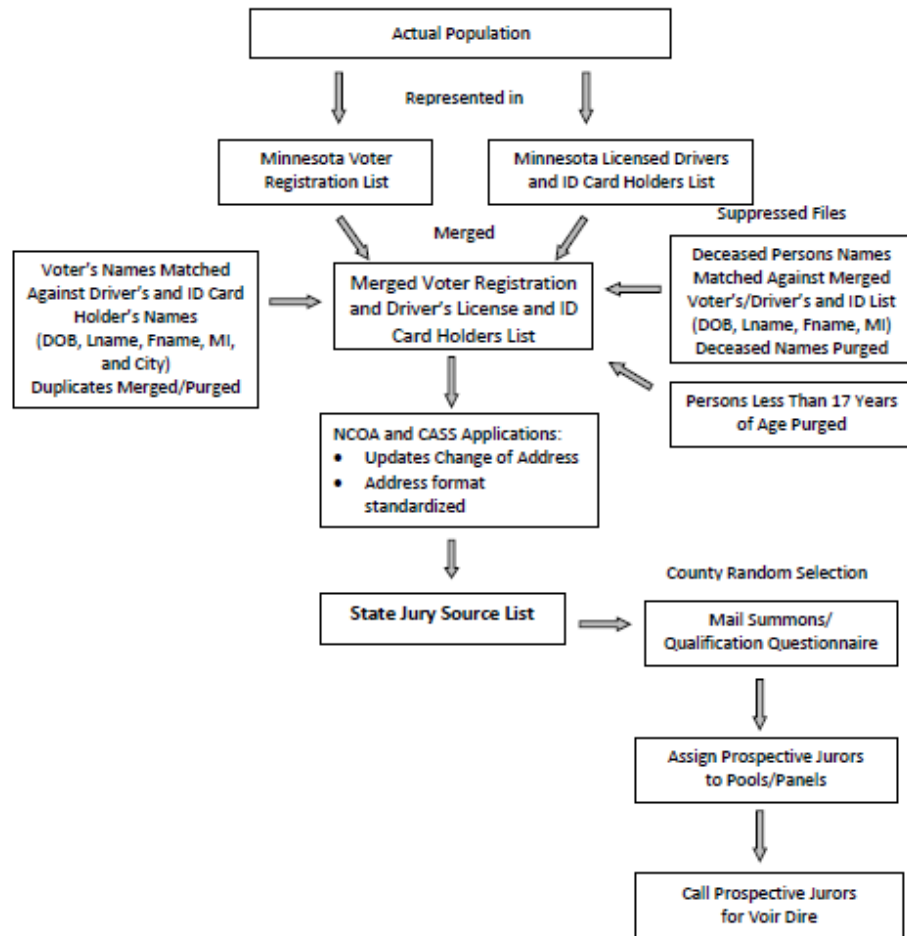 Actual Population
Represented in
Minnesota Voter
Registration List
Minnesota Licensed Drivers
and ID Card Holders List
Merged
Suppressed Files
Voter's Names Matched
Against Driver's and ID Card
Holder's Names
(DOB, Lname, Fname, MI,
and City)
Duplicates Merged/Purged
Merged Voter Registration
and Driver's License and ID
Card Holders List
Deceased Persons Names
Matched Against Merged
Voter's/Driver's and ID List
(DOB, Lname, Fname, MI)
Deceased Names Purged
Persons Less Than 17 Years
of Age Purged
NCOA and CASS Applications:
• Updates Change of Address
• Address format
standardized
State Jury Source List
County Random Selection
Mail Summons/
Qualification Questionnaire
Assign Prospective Jurors
to Pools/Panels
Call Prospective Jurors
for Voir Dire